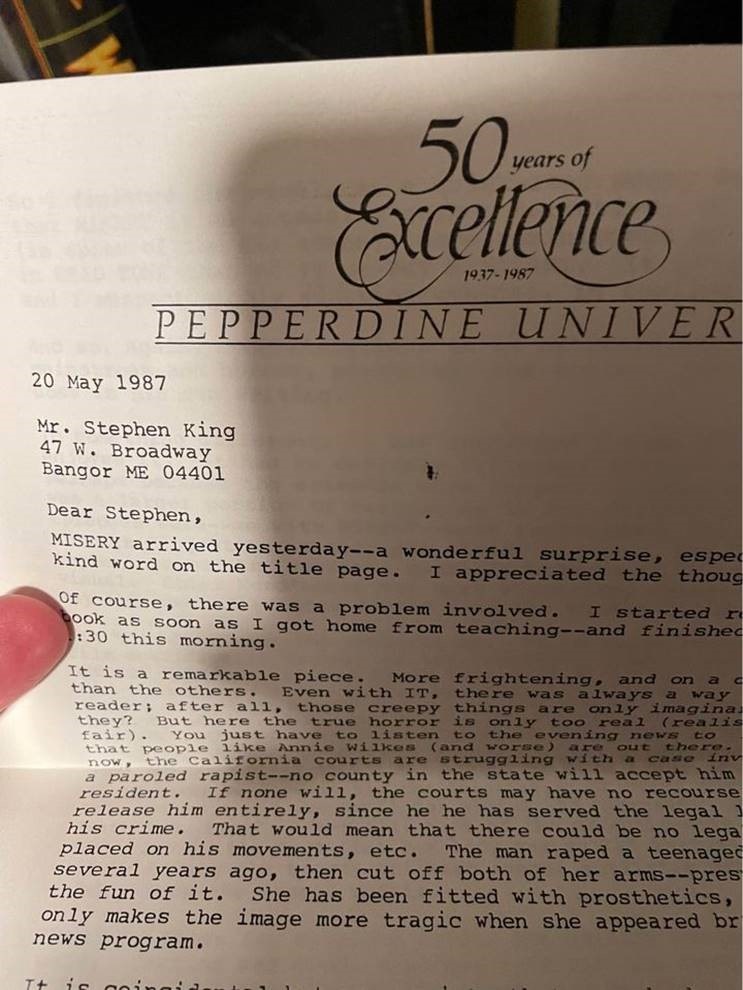 50 years of
Excellence
1937-1987
PEPPERDINE UNIVER
20 May 1987
Mr. Stephen King
47 W. Broadway
Bangor ME 04401
Dear Stephen,
MISERY arrived yesterday--a wonderful surprise, espec
kind word on the title page. I appreciated the thoug
Of course, there was a problem involved. I started re
book as soon as I got home from teaching--and finished
:30 this morning.
It is a remarkable piece. More frightening, and on a c
than the others. Even with IT, there was always a way
reader; after all, those creepy things are only imagina
they? But here the true horror is only too real (realis
fair). You just have to listen to the evening news to
that people like Annie Wilkes (and worse) are out there.
now, the California courts are struggling with a case inv
a paroled rapist--no county in the state will accept him
resident. If none will, the courts may have no recourse
release him entirely, since he he has served the legal l
his crime. That would mean that there could be no lega
placed on his movements, etc. The man raped a teenaged
several years ago, then cut off both of her arms--pres
the fun of it. She has been fitted with prosthetics,
only makes the image more tragic when she appeared br
news program.
It is